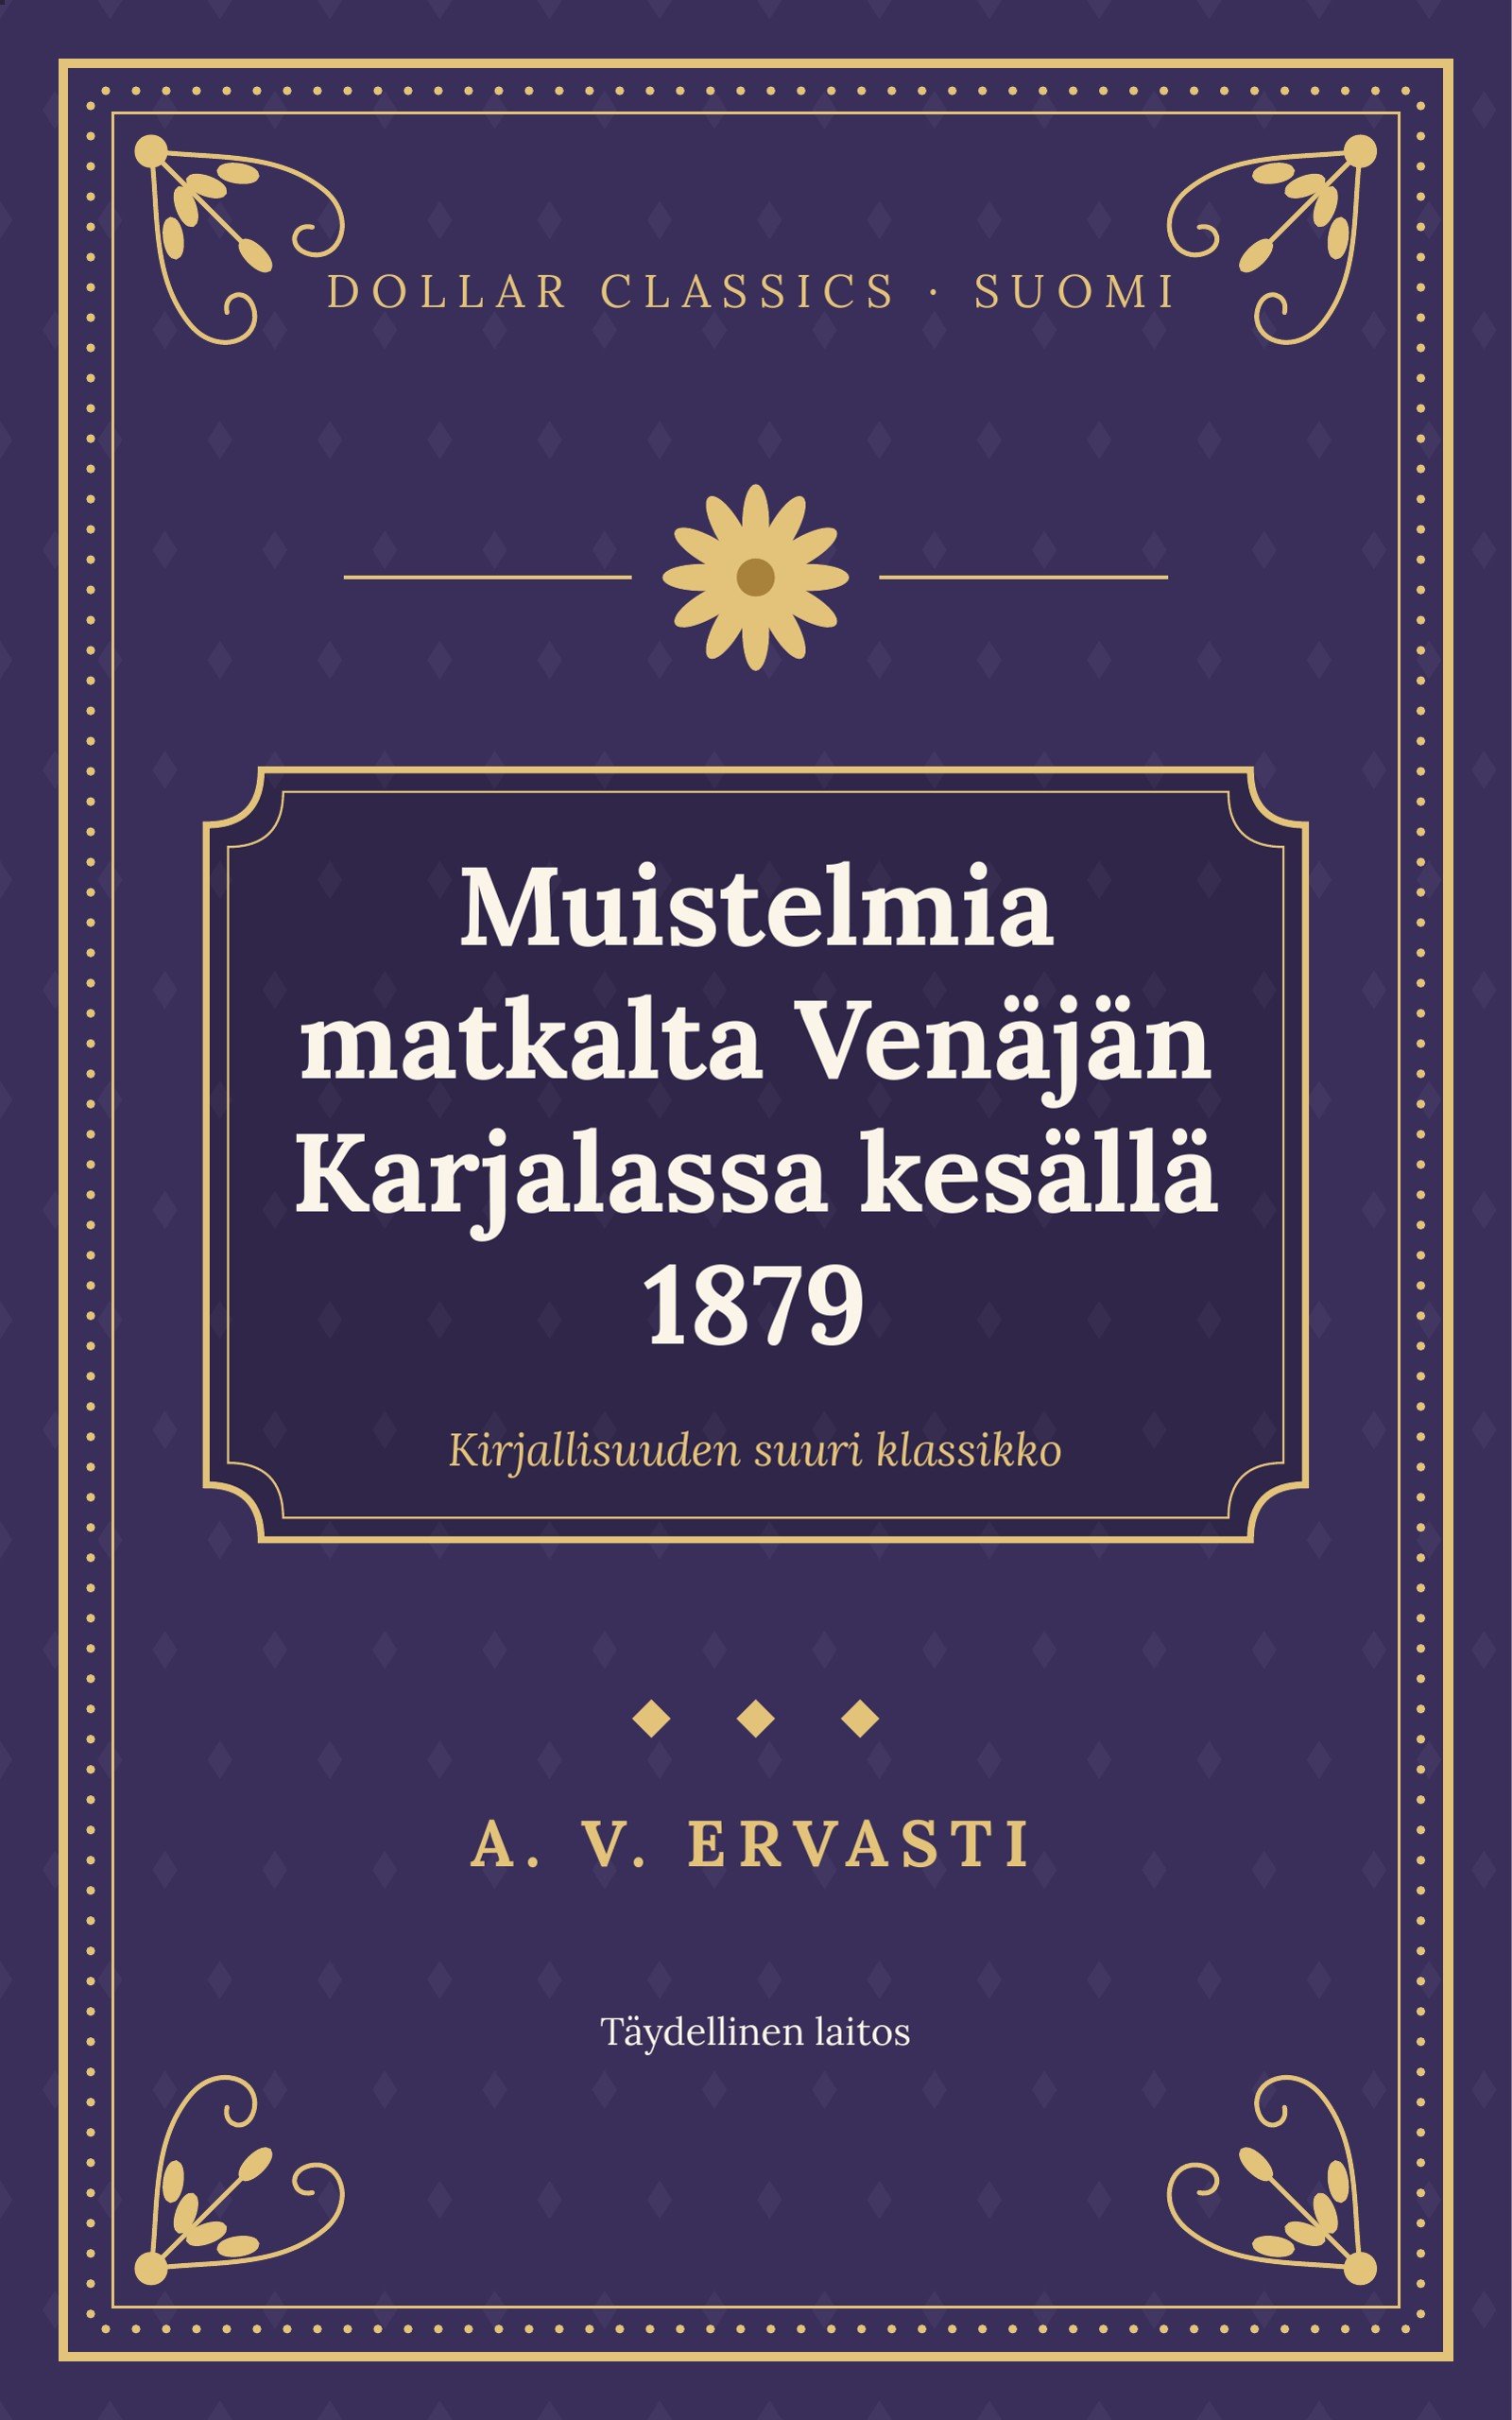 DOLLAR CLASSICS · SUOMI
Muistelmia
matkalta Venäjän
Karjalassa kesällä
1879
Kirjallisuuden suuri klassikko
A. V. ERVASTI
Täydellinen laitos